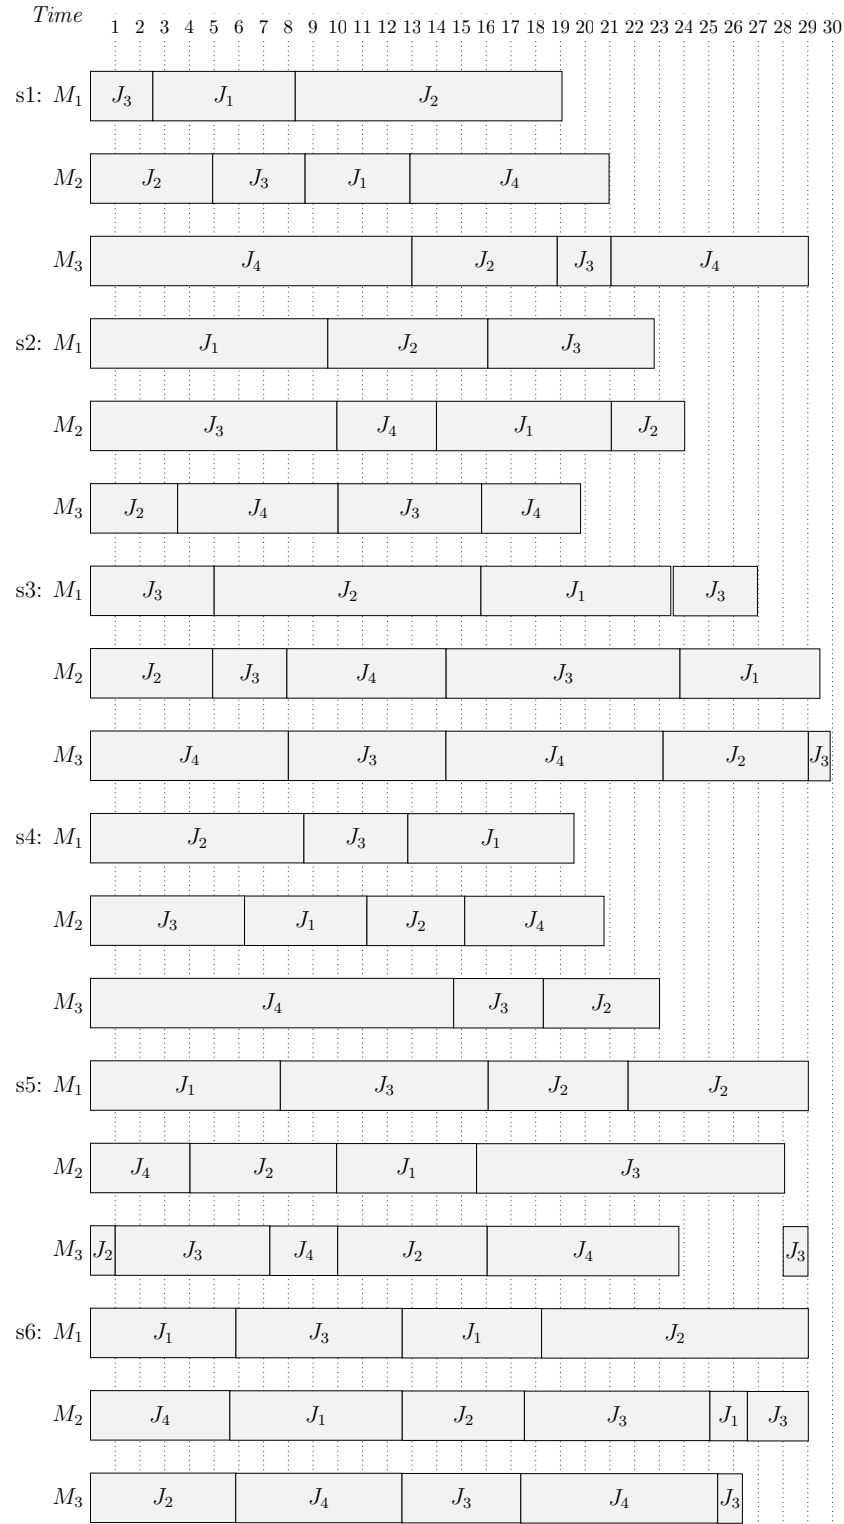 Time
1 2 3 4 5 6 7 8 9 10 11 12 13 14 15 16 17 18 19 20 21 22 23 24 25 26 27 28 29 30
s1: M₁ J₃ J₁ J₂
M₂ J₂ J₃ J₁ J₄
M₃ J₄ J₂ J₃ J₄
s2: M₁ J₁ J₂ J₃
M₂ J₃ J₄ J₁ J₂
M₃ J₂ J₄ J₃ J₄
s3: M₁ J₃ J₂ J₁ J₃
M₂ J₂ J₃ J₄ J₃ J₁
M₃ J₄ J₃ J₄ J₂ J₃
s4: M₁ J₂ J₃ J₁
M₂ J₃ J₁ J₂ J₄
M₃ J₄ J₃ J₂
s5: M₁ J₁ J₃ J₂ J₂
M₂ J₄ J₂ J₁ J₃
M₃ J₂ J₃ J₄ J₂ J₄ J₃
s6: M₁ J₁ J₃ J₁ J₂
M₂ J₄ J₁ J₂ J₃ J₁ J₃
M₃ J₂ J₄ J₃ J₄ J₃